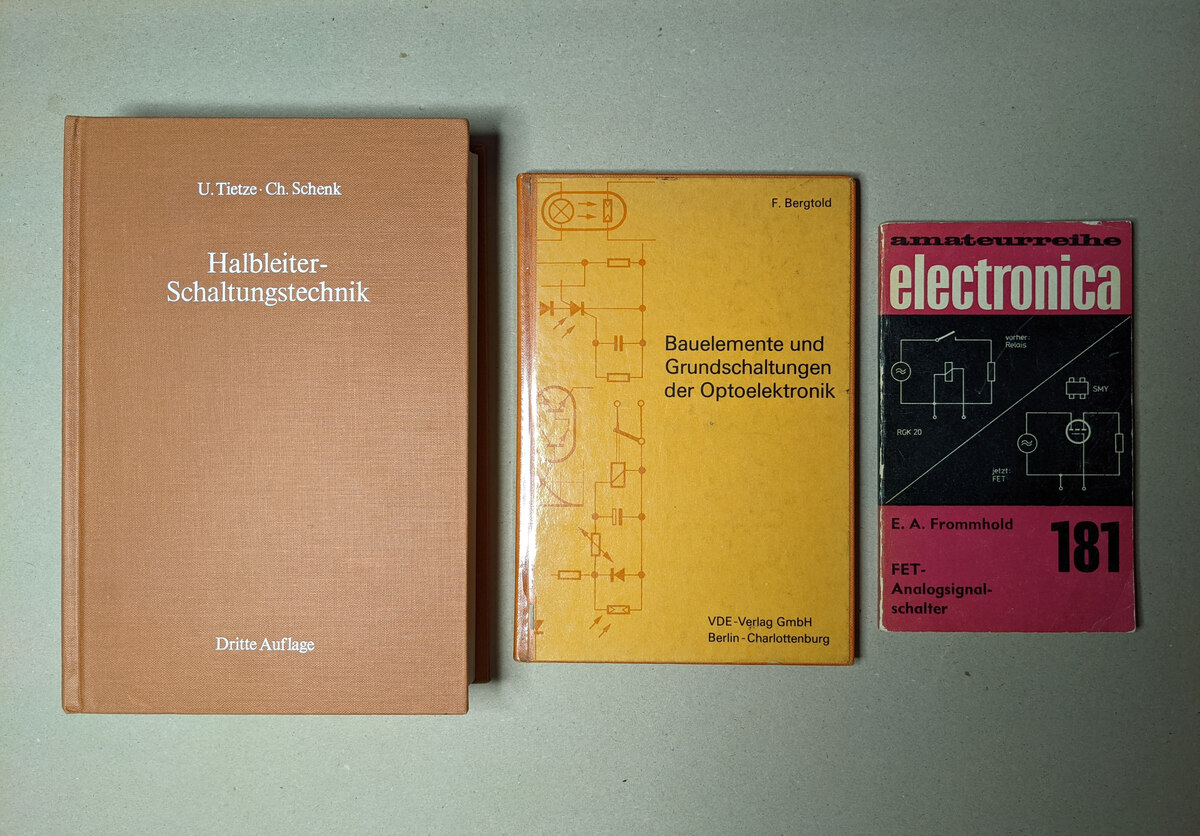 U. Tietze · Ch. Schenk
Halbleiter-
Schaltungstechnik
Dritte Auflage
F. Bergtold
Bauelemente und
Grundschaltungen
der Optoelektronik
VDE-Verlag GmbH
Berlin-Charlottenburg
amateurreihe
electronica
vorher:
Relais
RGK 20
SMY
jetzt:
FET
E. A. Frommhold
181
FET-
Analogsignal-
schalter